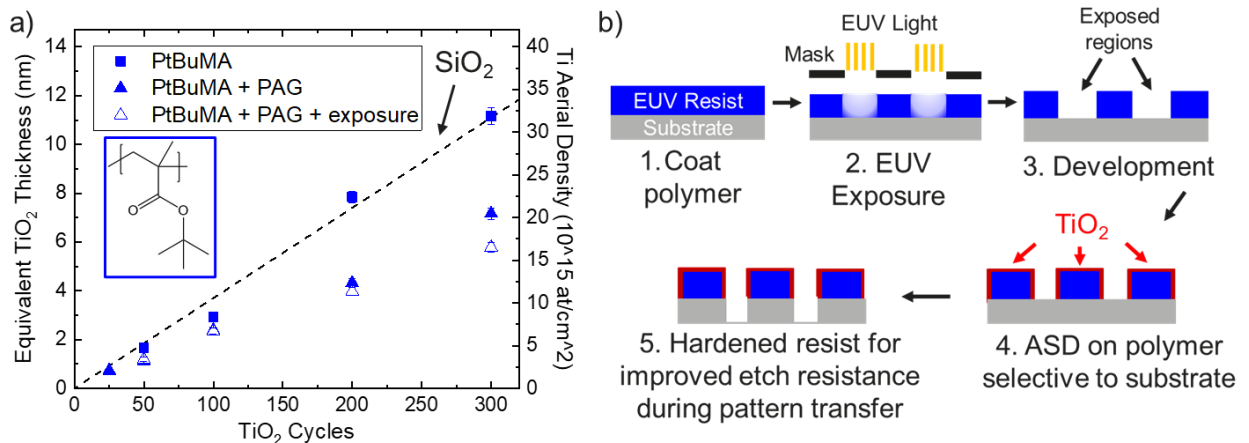 a)
Equivalent TiO2 Thickness (nm)
14
12
10
8
6
4
2
0
PtBuMA
PtBuMA + PAG
PtBuMA + PAG + exposure
SiO2
O
O
0 50 100 150 200 250 300
TiO2 Cycles
40
35
30
25
20
15
10
5
0
Ti Aerial Density (10^15 at/cm^2)
b)
EUV Light
Mask
Exposed
regions
EUV Resist
Substrate
1. Coat
polymer
2. EUV
Exposure
3. Development
TiO2
4. ASD on polymer
selective to substrate
5. Hardened resist for
improved etch resistance
during pattern transfer